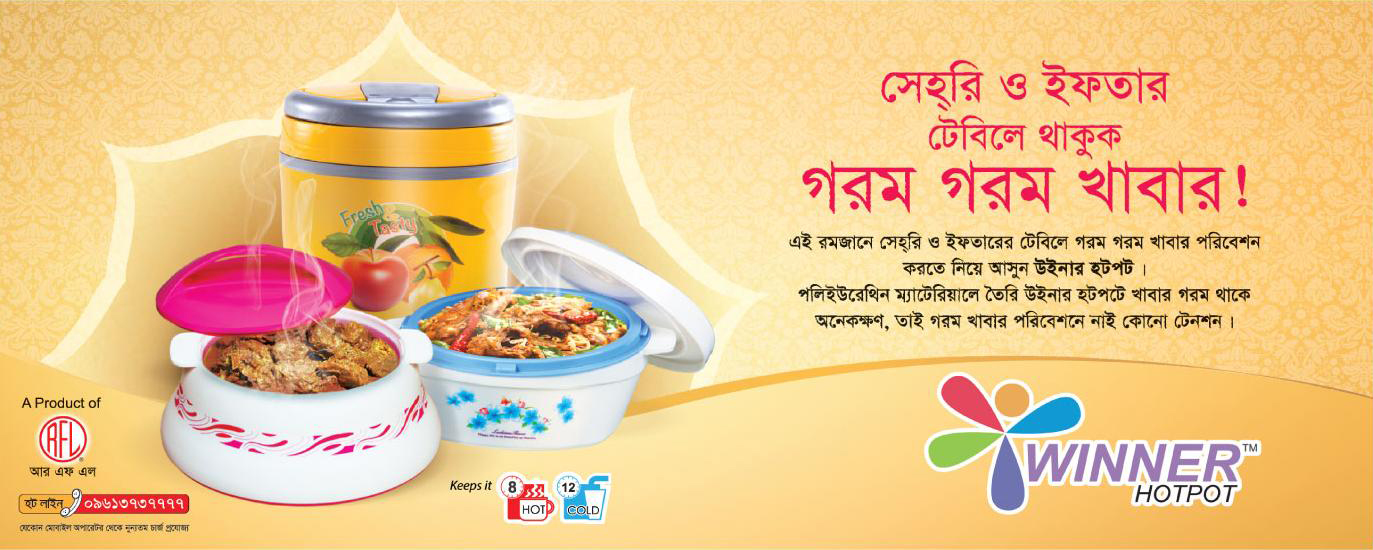 সেহ্‌রি ও ইফতার
টেবিলে থাকুক
গরম গরম খাবার!
এই রমজানে সেহ্‌রি ও ইফতারের টেবিলে গরম গরম খাবার পরিবেশন
করতে নিয়ে আসুন উইনার হটপট ।
পলিইউরেথিন ম্যাটেরিয়ালে তৈরি উইনার হটপটে খাবার গরম থাকে
অনেকক্ষণ, তাই গরম খাবার পরিবেশনে নাই কোনো টেনশন ।
Fresh
Tasty
A Product of
RFL
আর এফ এল
হট লাইন ০৯৬১৩৭৩৭৭৭৭
যেকোন মোবাইল অপারেটর থেকে নুন্যতম চার্জ প্রযোজ্য
Keeps it 8 HOT 12 COLD
WINNER™
HOTPOT